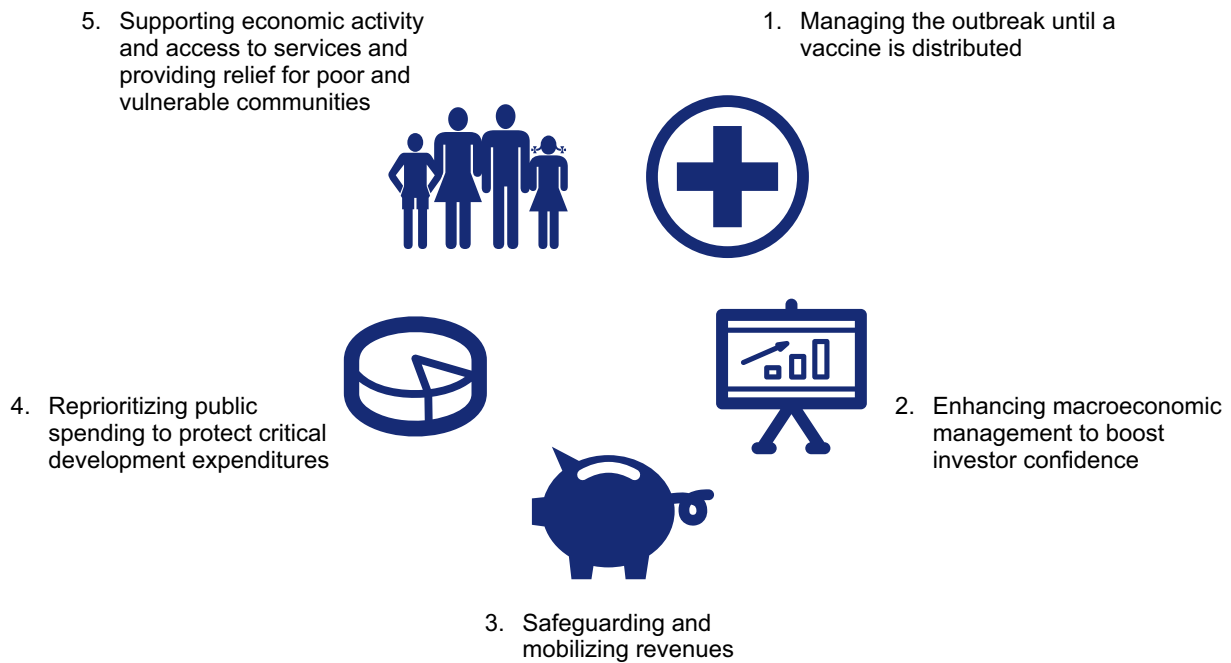 1. Managing the outbreak until a
vaccine is distributed
2. Enhancing macroeconomic
management to boost
investor confidence
3. Safeguarding and
mobilizing revenues
4. Reprioritizing public
spending to protect critical
development expenditures
5. Supporting economic activity
and access to services and
providing relief for poor and
vulnerable communities